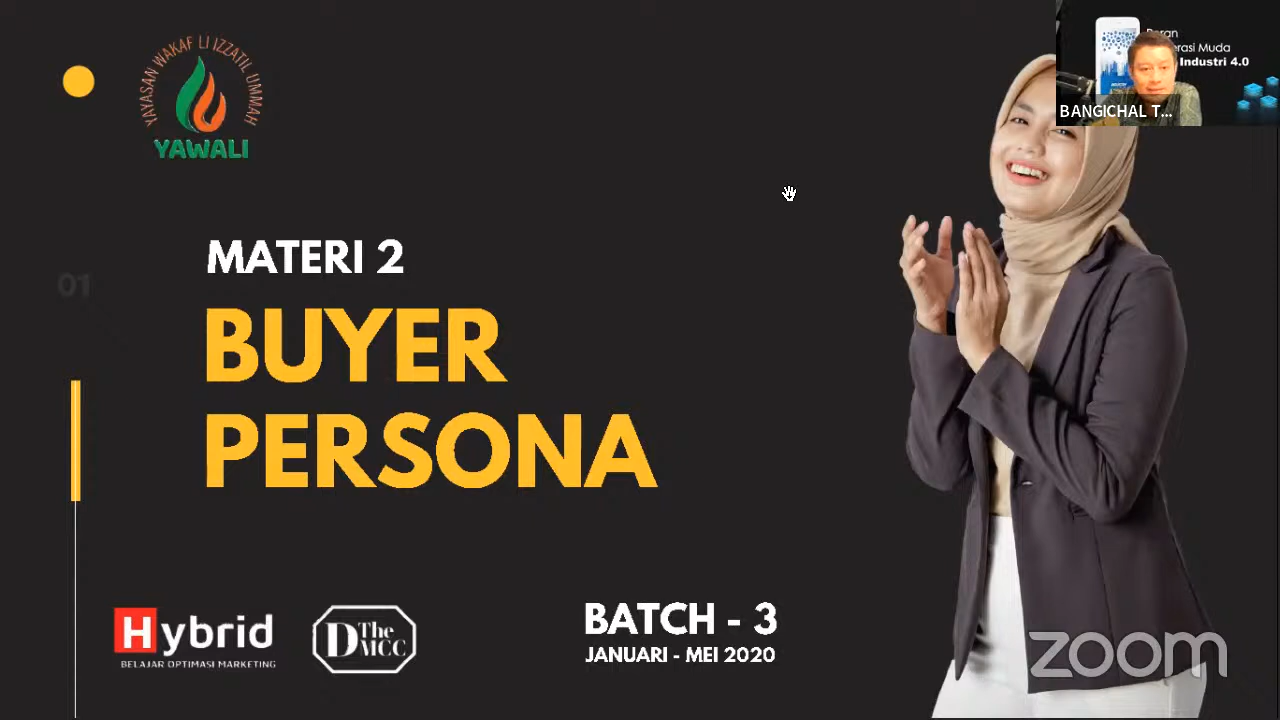 YAYASAN WAKAF LI IZZATIL UMMAH
YAWALI
Industri 4.0
BANGICHAL T...
MATERI 2
01
BUYER
PERSONA
Hybrid
BELAJAR OPTIMASI MARKETING
The
DMCC
BATCH - 3
JANUARI - MEI 2020
zoom